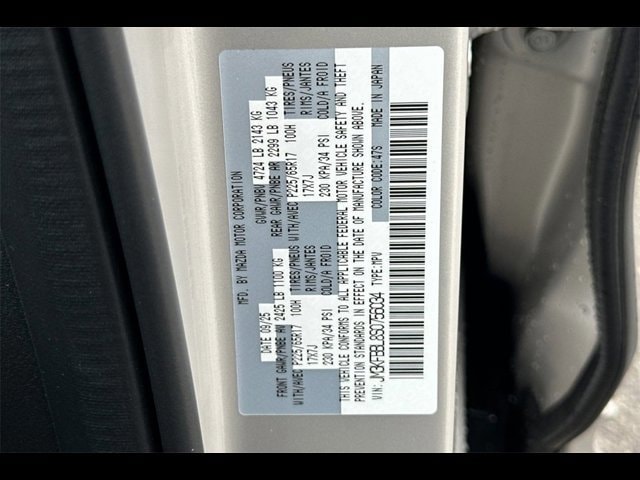 MFD. BY MAZDA MOTOR CORPORATION
DATE 09/25 GVWR/PNBV 4724 LB 2143 KG
FRONT GAWR/PNBE AV 2425 LB 1100 KG REAR GAWR/PNBE AR 2299 LB 1043 KG
WITH/AVEC P225/65R17 100H TIRES/PNEUS WITH/AVEC P225/65R17 100H TIRES/PNEUS
17X7J RIMS/JANTES 17X7J RIMS/JANTES
230 KPA/34 PSI COLD/A FROID 230 KPA/34 PSI COLD/A FROID
THIS VEHICLE CONFORMS TO ALL APPLICABLE FEDERAL MOTOR VEHICLE SAFETY AND THEFT
PREVENTION STANDARDS IN EFFECT ON THE DATE OF MANUFACTURE SHOWN ABOVE.
VIN: TYPE:MPV COLOR CODE:47S MADE IN JAPAN